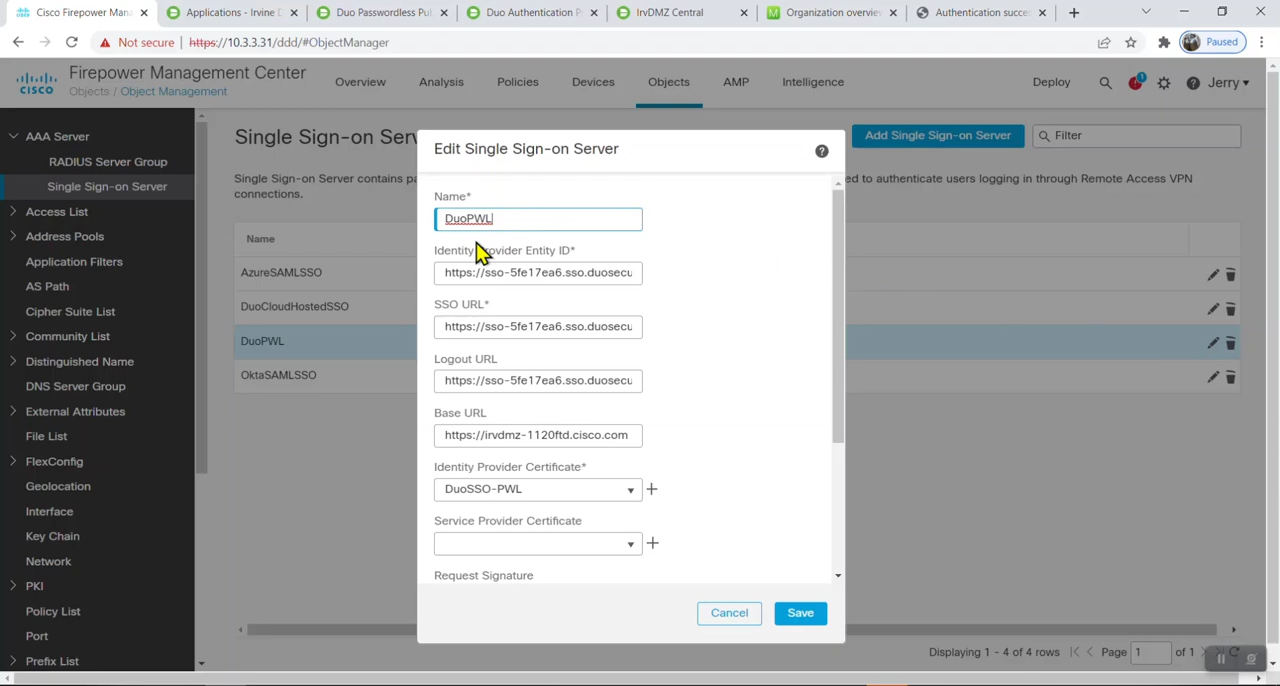 Cisco Firepower Mana
Applications - Irvine D
Duo Passwordless Pul
Duo Authentication P
IrvDMZ Central
Organization overview
Authentication succe
Not secure
https://10.3.3.31/ddd/#ObjectManager
Paused
cisco
Firepower Management Center
Objects / Object Management
Overview
Analysis
Policies
Devices
Objects
AMP
Intelligence
Deploy
1
Jerry
AAA Server
RADIUS Server Group
Single Sign-on Server
Access List
Address Pools
Application Filters
AS Path
Cipher Suite List
Community List
Distinguished Name
DNS Server Group
External Attributes
File List
FlexConfig
Geolocation
Interface
Key Chain
Network
PKI
Policy List
Port
Prefix List
Single Sign-on Ser
Add Single Sign-on Server
Filter
Single Sign-on Server contains pa
ed to authenticate users logging in through Remote Access VPN
connections.
Name
AzureSAMLSSO
DuoCloudHostedSSO
DuoPWL
OktaSAMLSSO
Edit Single Sign-on Server
?
Name*
DuoPWL
Identity Provider Entity ID*
https://sso-5fe17ea6.sso.duosecu
SSO URL*
https://sso-5fe17ea6.sso.duosecu
Logout URL
https://sso-5fe17ea6.sso.duosecu
Base URL
https://irvdmz-1120ftd.cisco.com
Identity Provider Certificate*
DuoSSO-PWL
Service Provider Certificate
Request Signature
Cancel
Save
Displaying 1 - 4 of 4 rows
Page
1
of 1